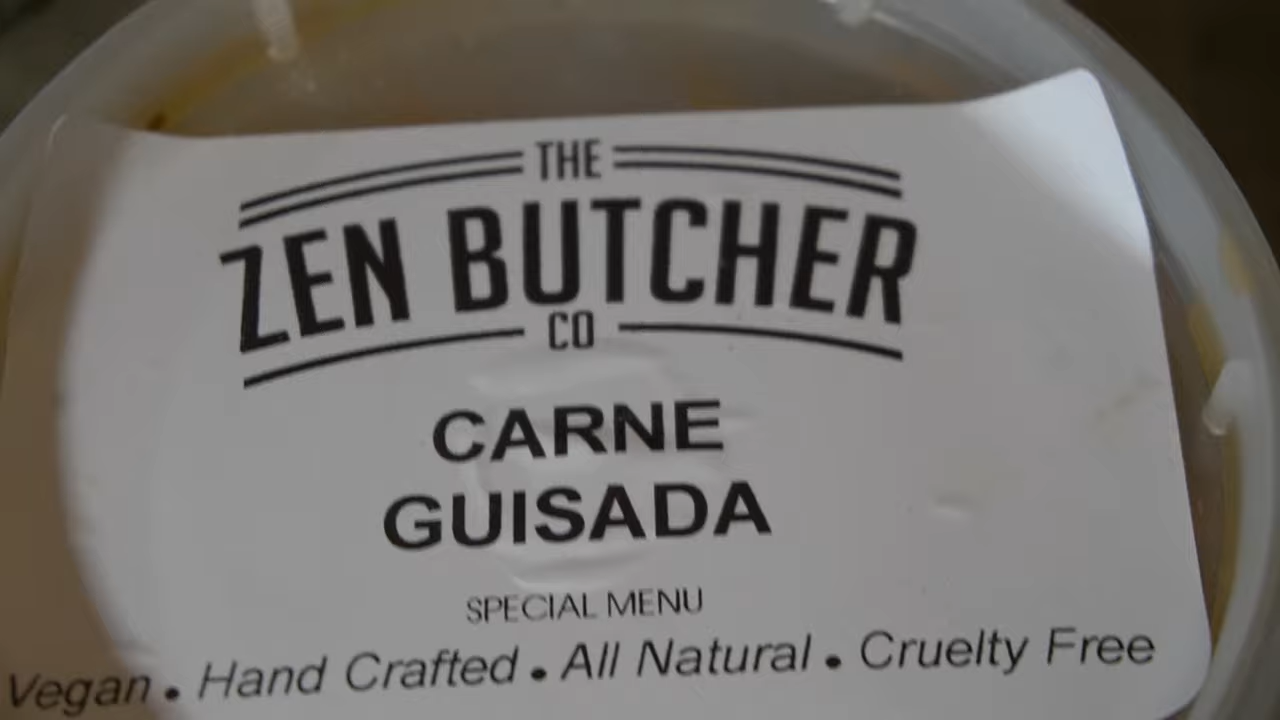 THE
ZEN BUTCHER
CO
CARNE
GUISADA
SPECIAL MENU
Vegan • Hand Crafted • All Natural • Cruelty Free